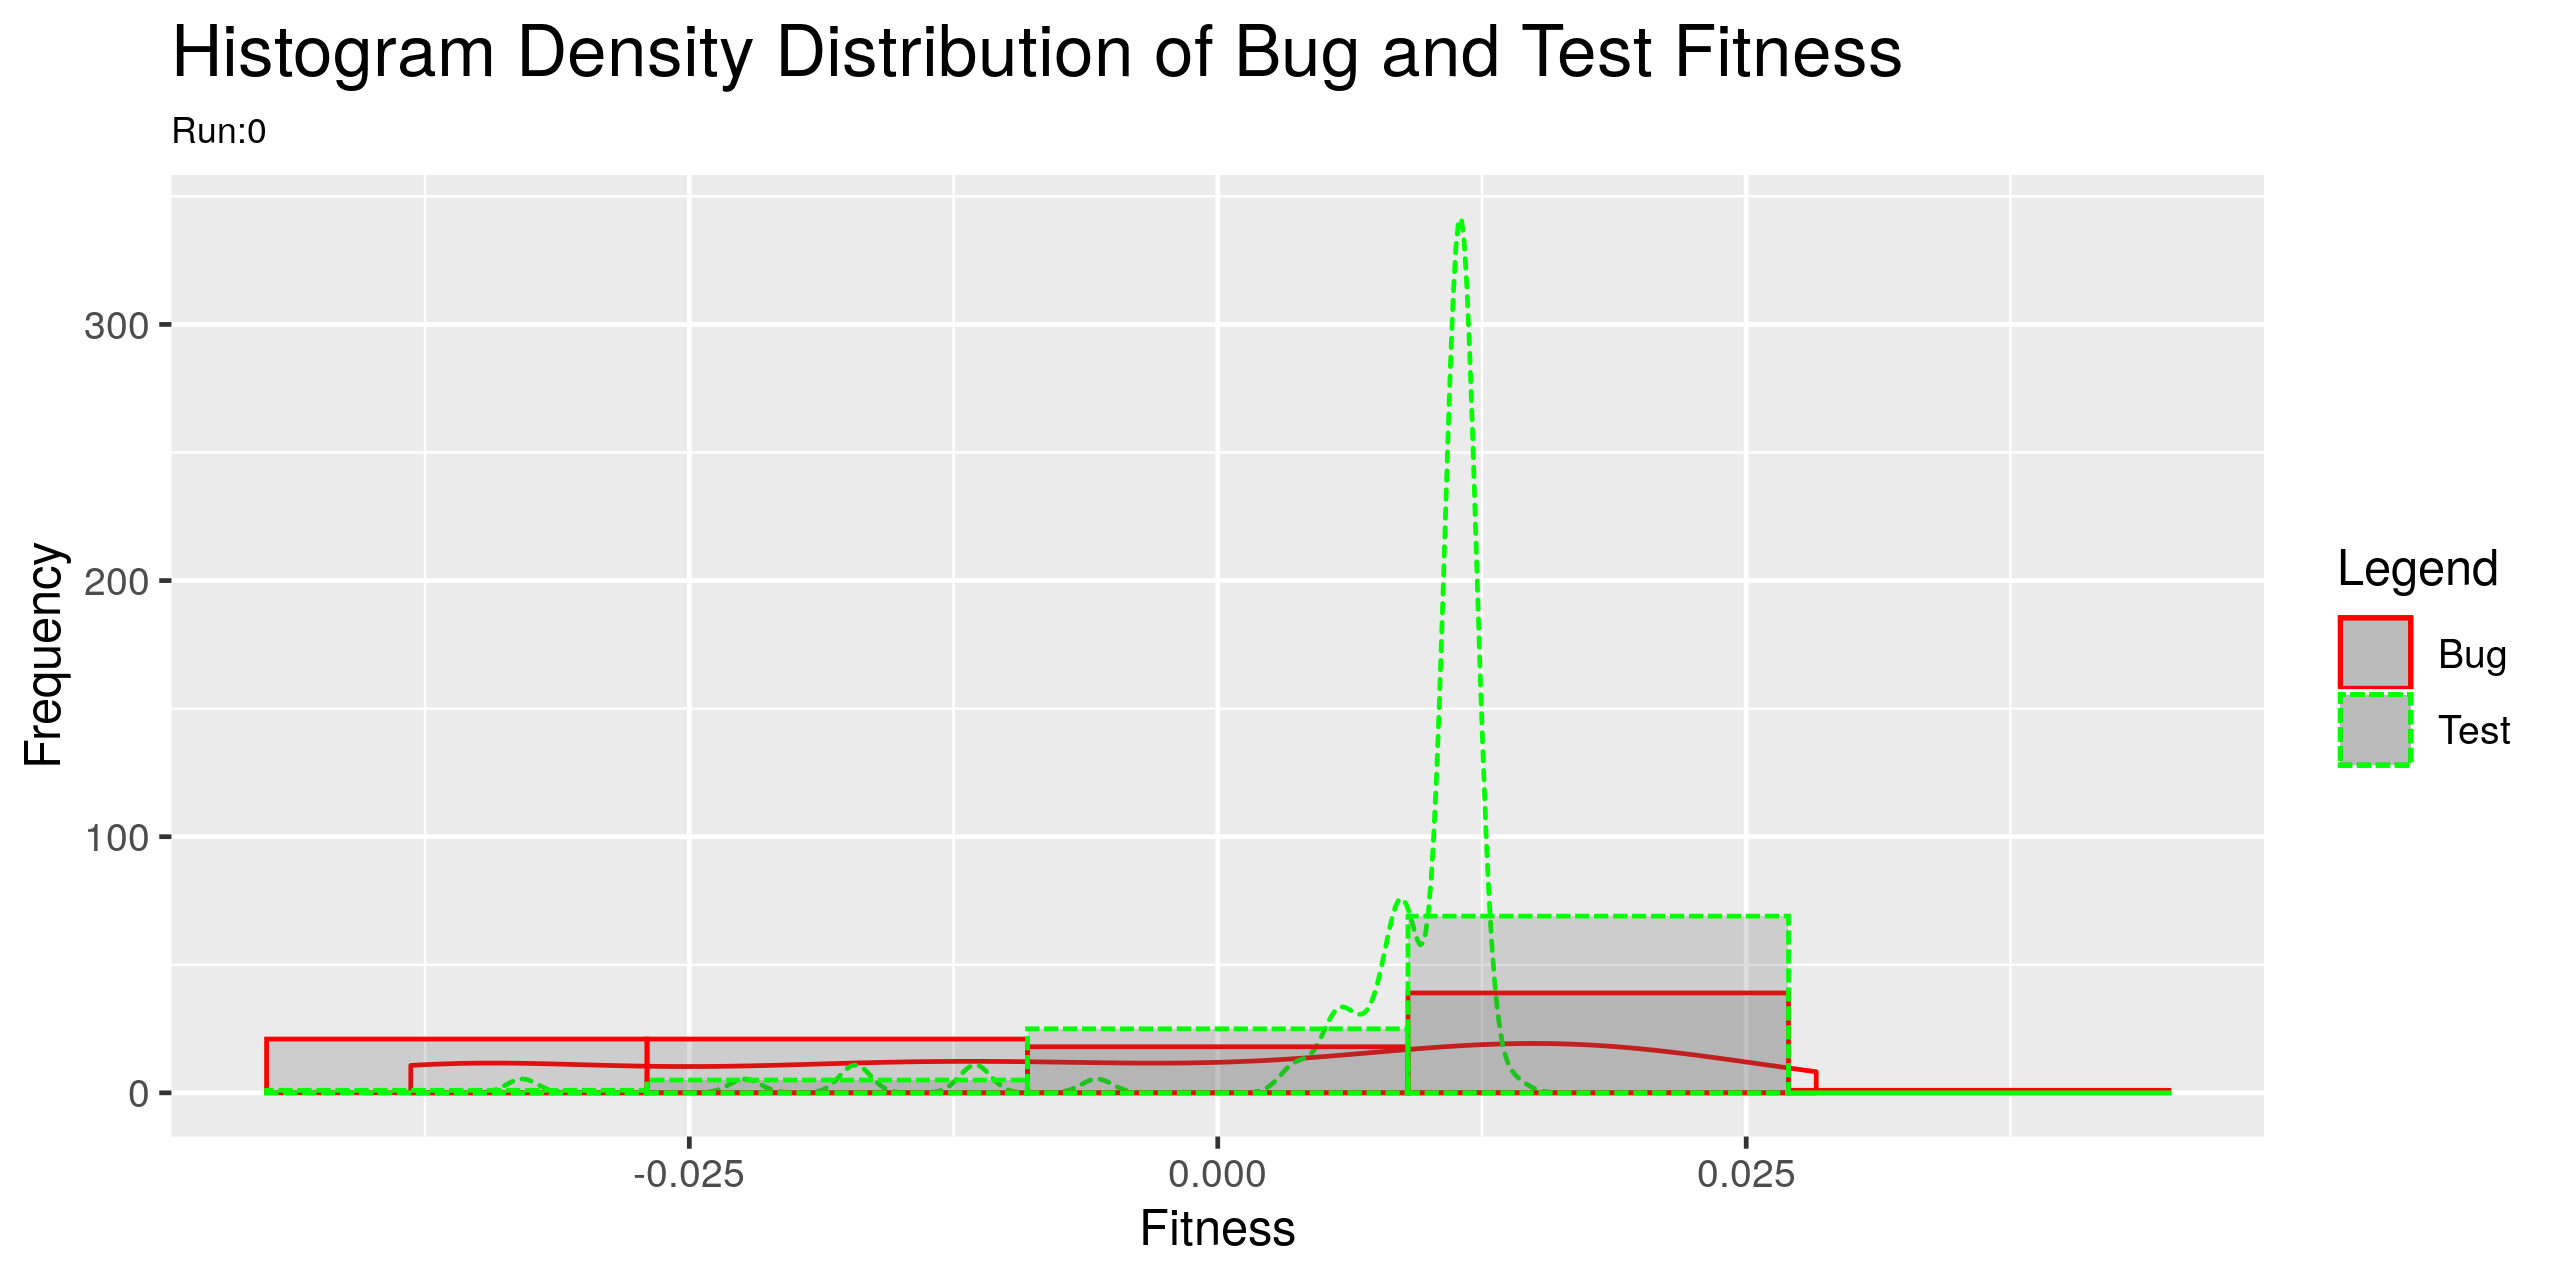 Histogram Density Distribution of Bug and Test Fitness
Run:0
Frequency
300
200
100
0
-0.025
0.000
0.025
Fitness
Legend
Bug
Test